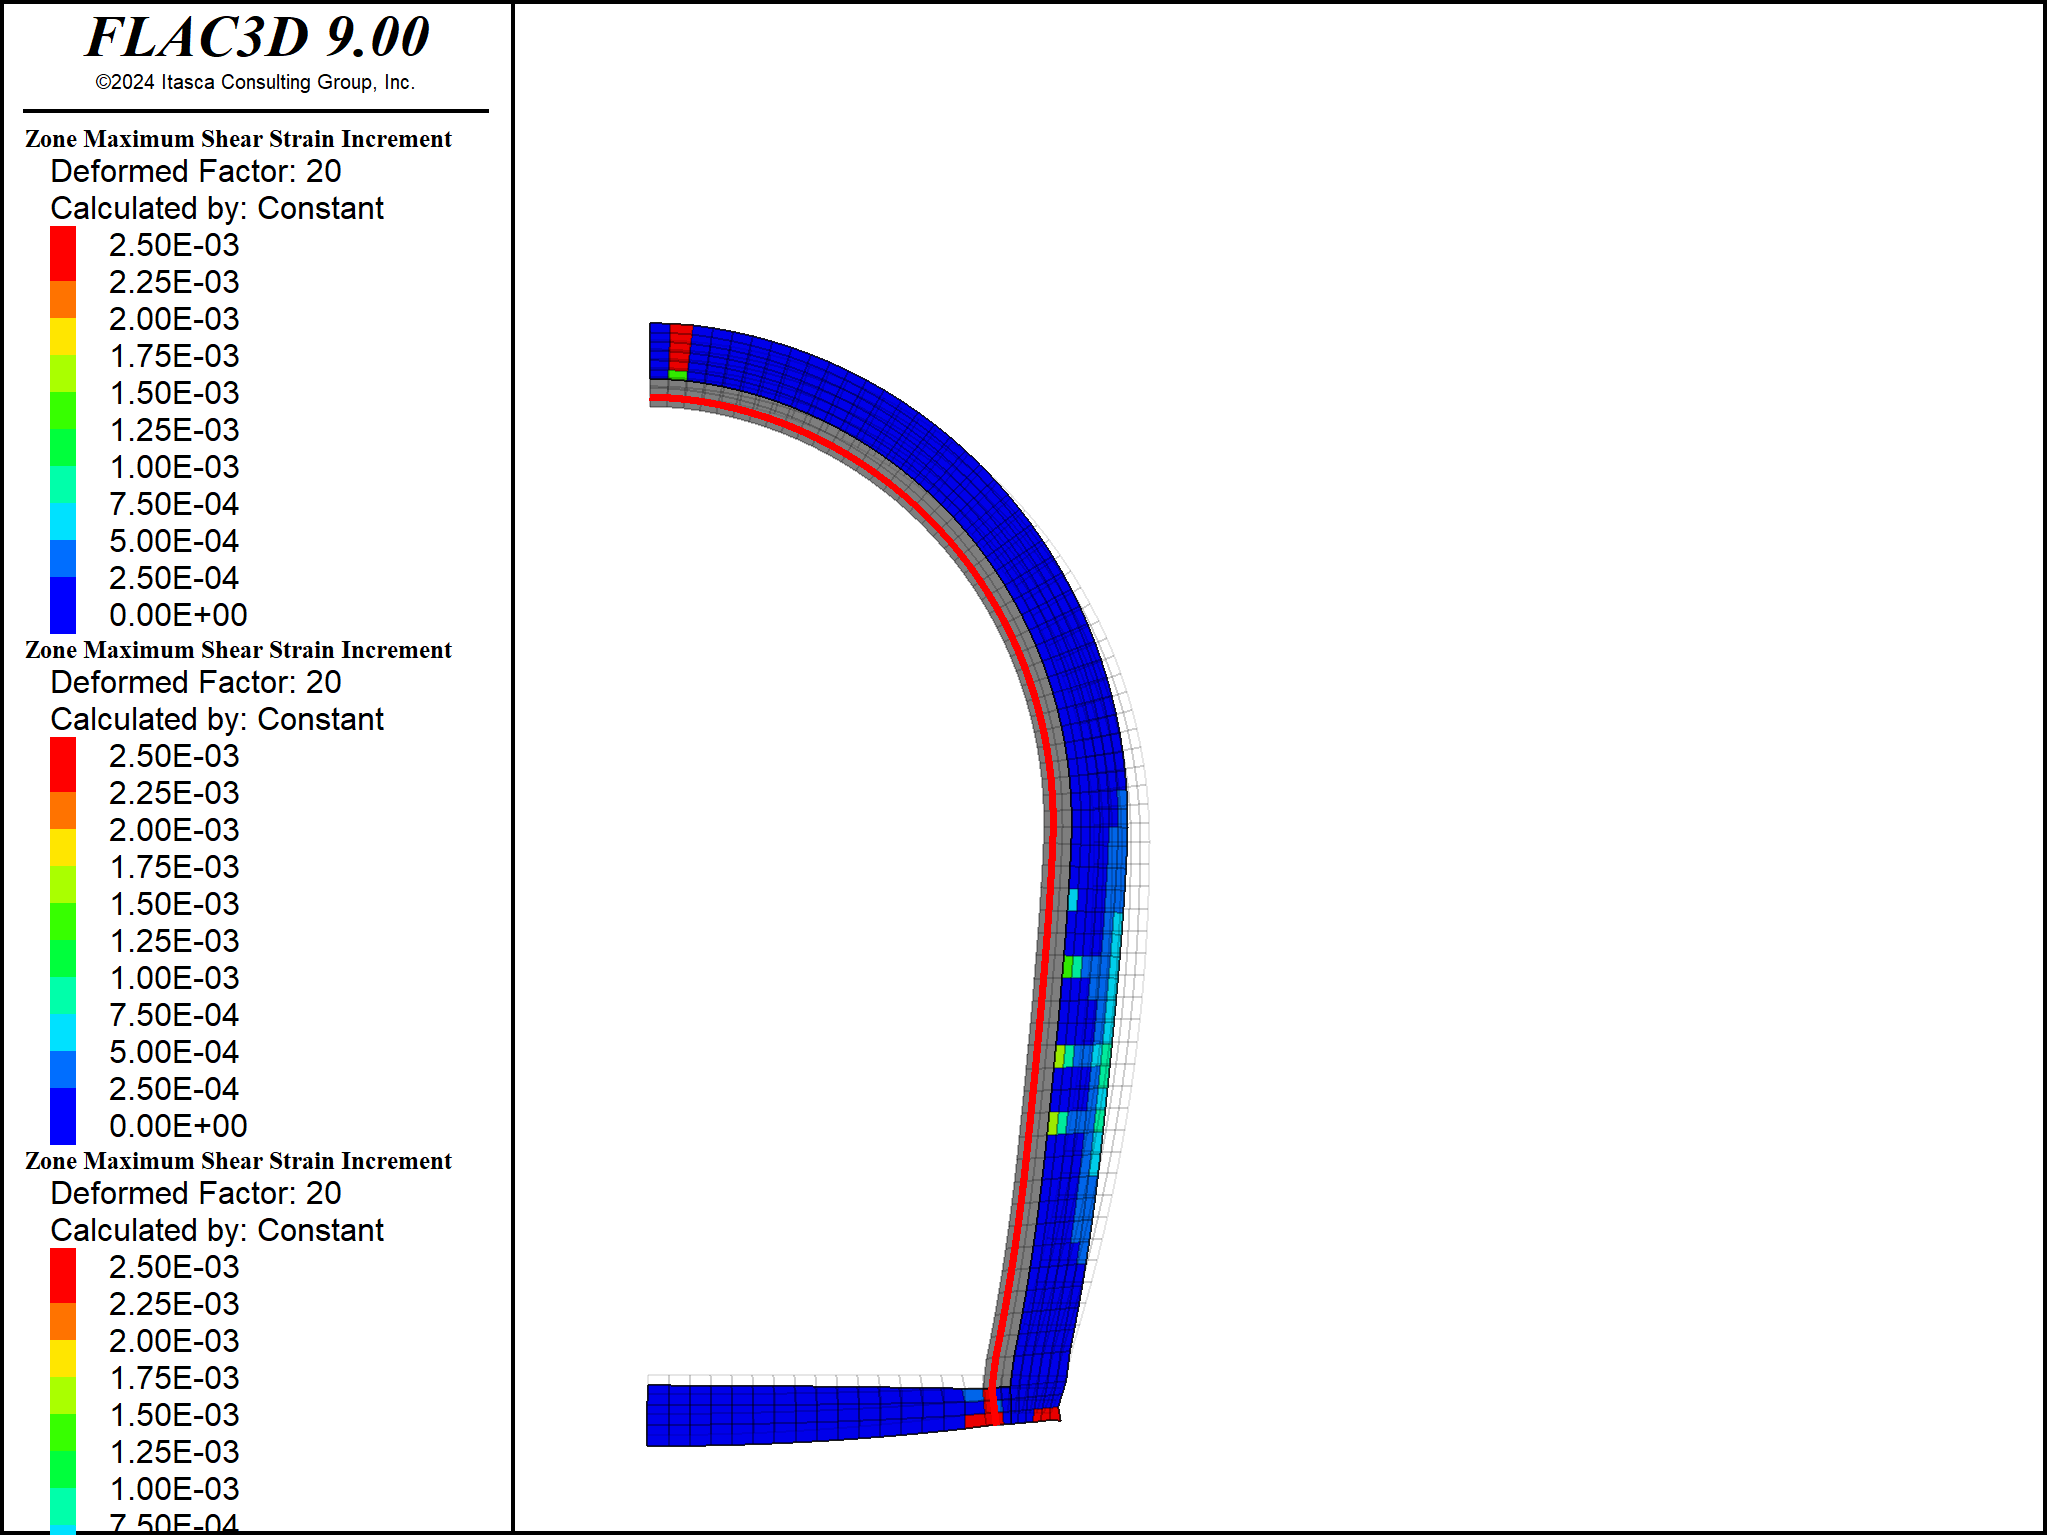 FLAC3D 9.00
©2024 Itasca Consulting Group, Inc.
Zone Maximum Shear Strain Increment
Deformed Factor: 20
Calculated by: Constant
2.50E-03
2.25E-03
2.00E-03
1.75E-03
1.50E-03
1.25E-03
1.00E-03
7.50E-04
5.00E-04
2.50E-04
0.00E+00
Zone Maximum Shear Strain Increment
Deformed Factor: 20
Calculated by: Constant
2.50E-03
2.25E-03
2.00E-03
1.75E-03
1.50E-03
1.25E-03
1.00E-03
7.50E-04
5.00E-04
2.50E-04
0.00E+00
Zone Maximum Shear Strain Increment
Deformed Factor: 20
Calculated by: Constant
2.50E-03
2.25E-03
2.00E-03
1.75E-03
1.50E-03
1.25E-03
1.00E-03
7.50E-04